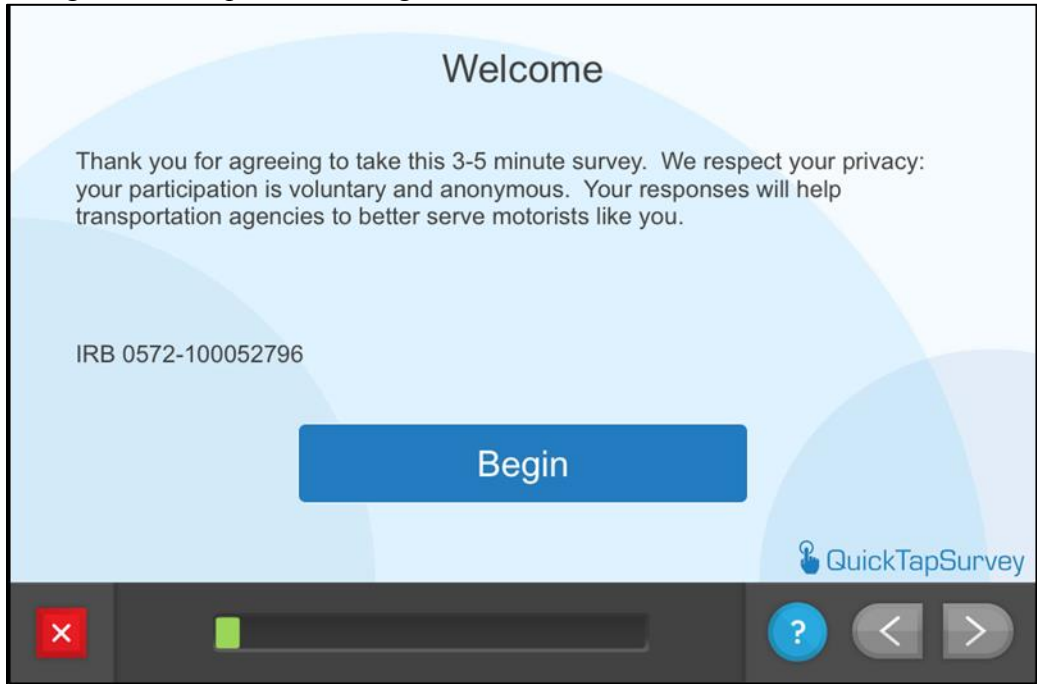 Welcome
Thank you for agreeing to take this 3-5 minute survey.  We respect your privacy:
your participation is voluntary and anonymous.  Your responses will help
transportation agencies to better serve motorists like you.
IRB 0572-100052796
Begin
QuickTapSurvey
?